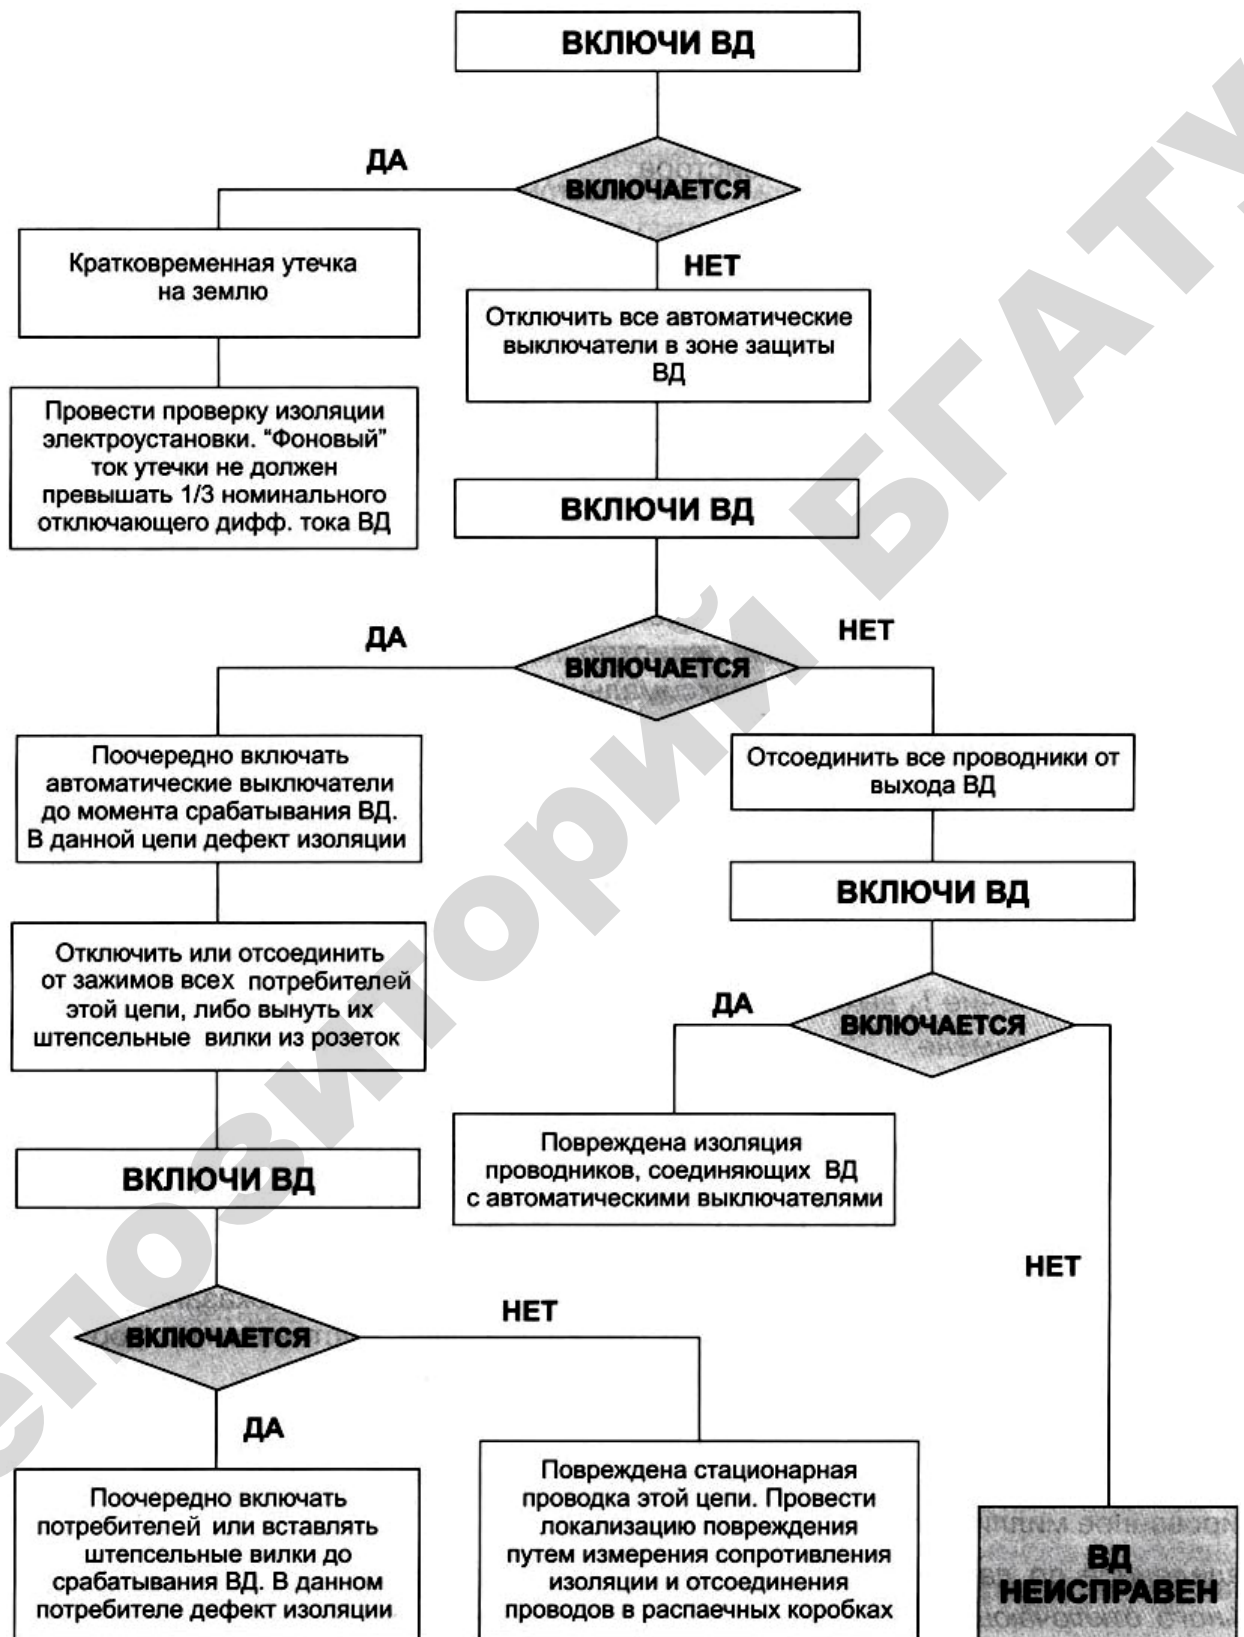 ВКЛЮЧИ ВД
ВКЛЮЧАЕТСЯ
ДА
НЕТ
Кратковременная утечка
на землю
Отключить все автоматические
выключатели в зоне защиты
ВД
Провести проверку изоляции
электроустановки. “Фоновый”
ток утечки не должен
превышать 1/3 номинального
отключающего дифф. тока ВД
ВКЛЮЧИ ВД
ВКЛЮЧАЕТСЯ
ДА
НЕТ
Поочередно включать
автоматические выключатели
до момента срабатывания ВД.
В данной цепи дефект изоляции
Отсоединить все проводники от
выхода ВД
ВКЛЮЧИ ВД
Отключить или отсоединить
от зажимов всех потребителей
этой цепи, либо вынуть их
штепсельные вилки из розеток
ДА
ВКЛЮЧАЕТСЯ
Повреждена изоляция
проводников, соединяющих ВД
с автоматическими выключателями
ВКЛЮЧИ ВД
НЕТ
ВКЛЮЧАЕТСЯ
НЕТ
ДА
Поочередно включать
потребителей или вставлять
штепсельные вилки до
срабатывания ВД. В данном
потребителе дефект изоляции
Повреждена стационарная
проводка этой цепи. Провести
локализацию повреждения
путем измерения сопротивления
изоляции и отсоединения
проводов в распаечных коробках
ВД
НЕИСПРАВЕН
БГАТУ